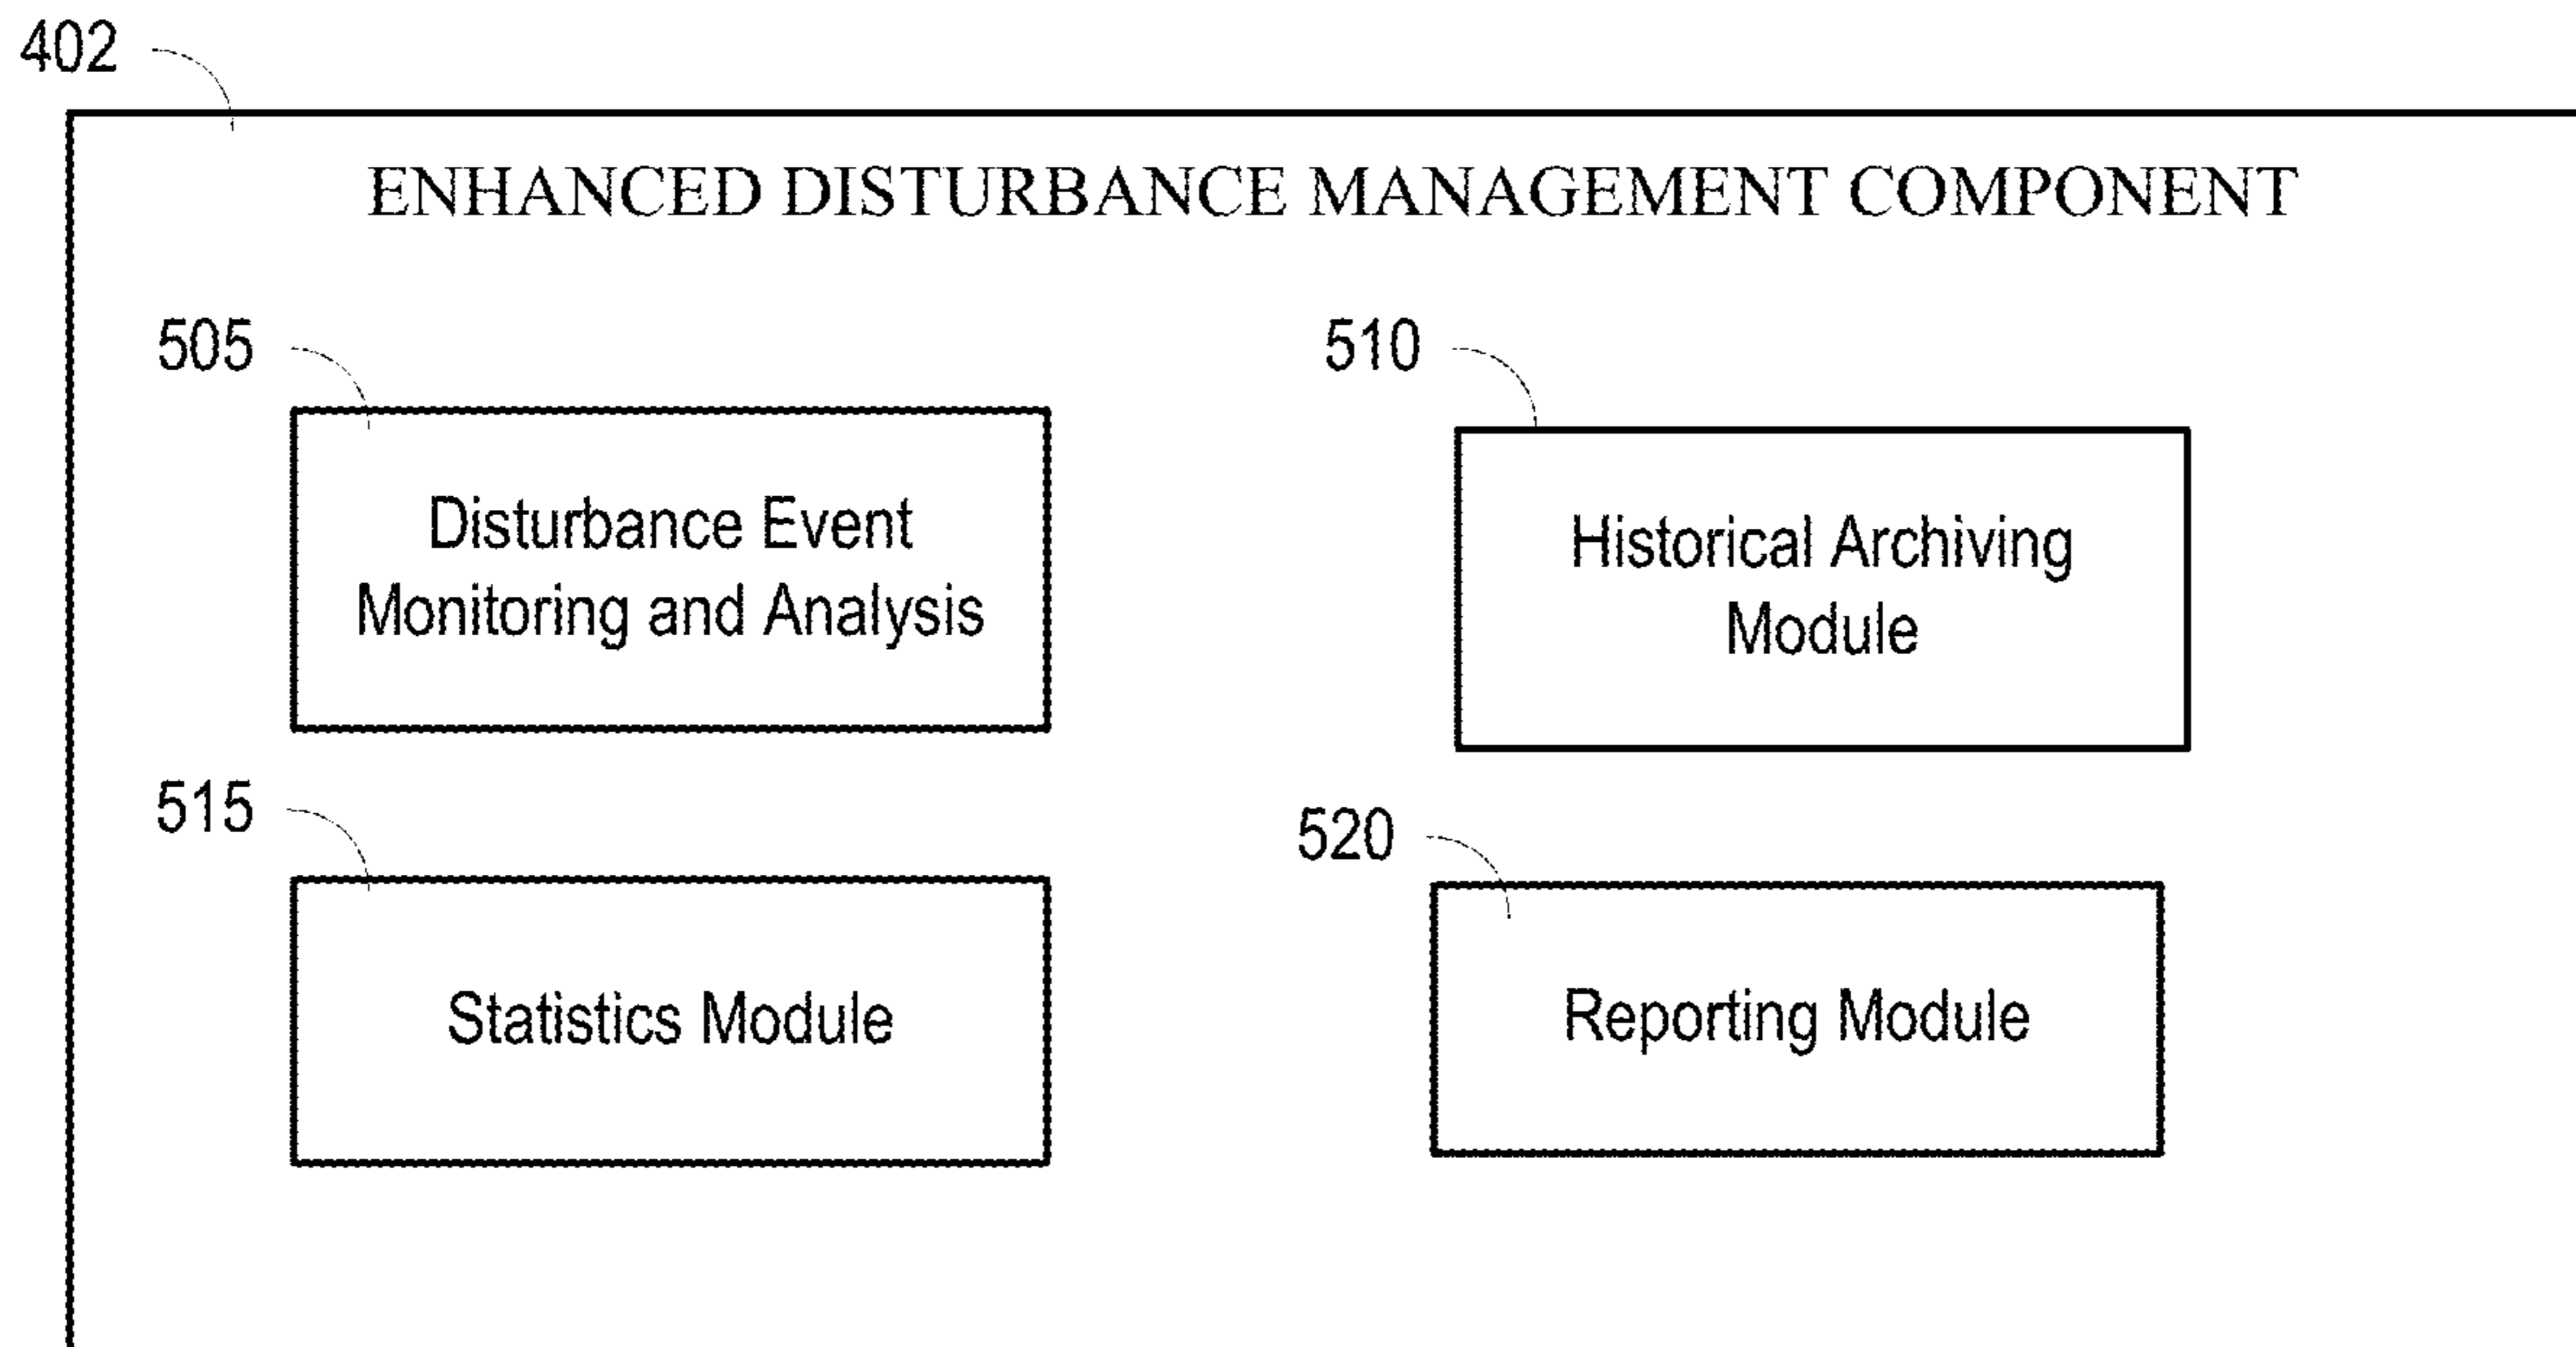 402
ENHANCED DISTURBANCE MANAGEMENT COMPONENT
505
Disturbance Event
Monitoring and Analysis
510
Historical Archiving
Module
515
Statistics Module
520
Reporting Module